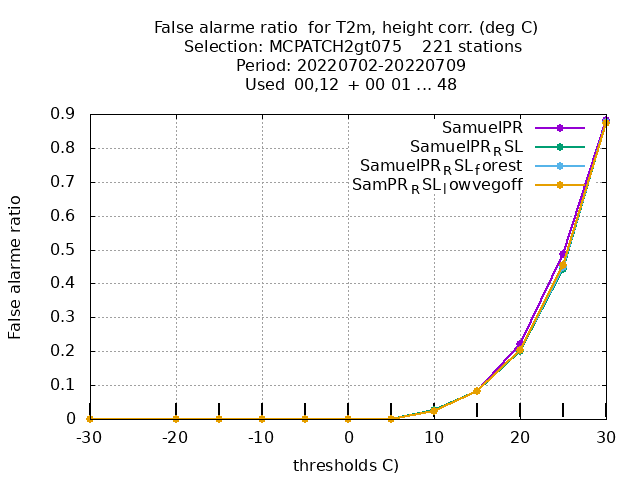 False alarme ratio  for T2m, height corr. (deg C)
Selection: MCPATCH2gt075    221 stations
Period: 20220702-20220709
Used  00,12  + 00 01 ... 48
False alarme ratio
0.9
0.8
0.7
0.6
0.5
0.4
0.3
0.2
0.1
0
SamuelPR
SamuelPR_RSL
SamuelPR_RSL_forest
SamPR_RSL_lowvegoff
-30 -20 -10 0 10 20 30
thresholds C)